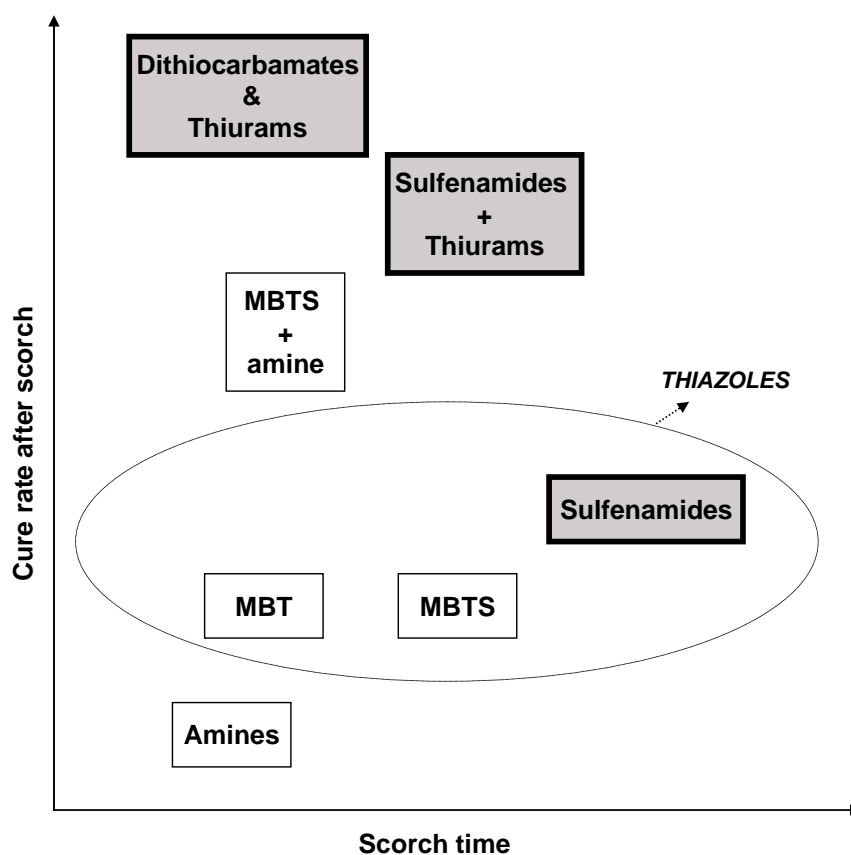 Dithiocarbamates
&
Thiurams
Sulfenamides
+
Thiurams
MBTS
+
amine
THIAZOLES
Sulfenamides
MBT
MBTS
Amines
Cure rate after scorch
Scorch time